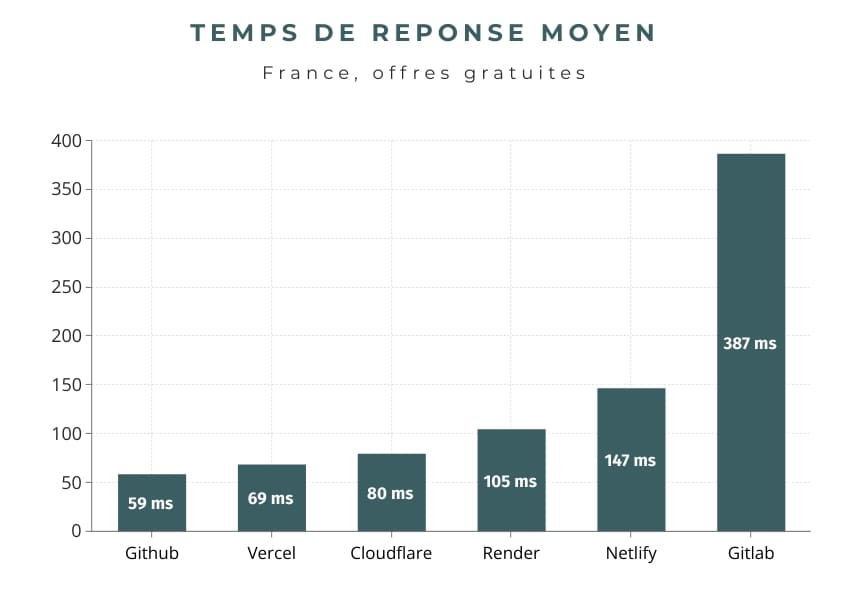 TEMPS DE REPONSE MOYEN
France, offres gratuites
400
350
300
250
200
150
100
50
0
59 ms
69 ms
80 ms
105 ms
147 ms
387 ms
Github
Vercel
Cloudflare
Render
Netlify
Gitlab